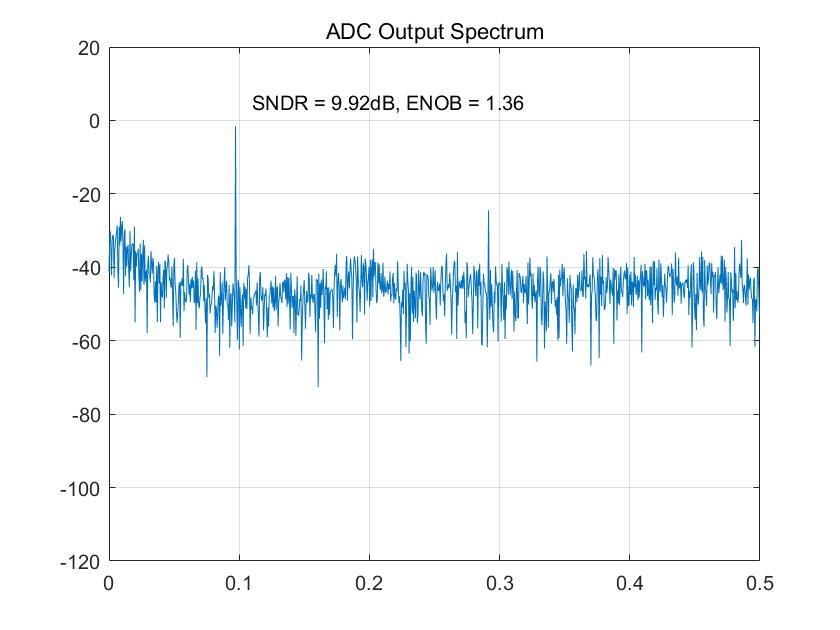 ADC Output Spectrum
20
SNDR = 9.92dB, ENOB = 1.36
0
-20
-40
-60
-80
-100
-120
0 0.1 0.2 0.3 0.4 0.5